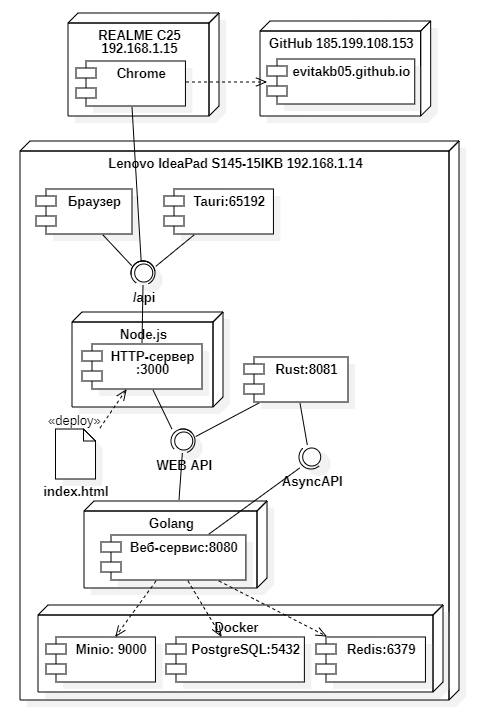 REALME C25
192.168.1.15
Chrome
GitHub 185.199.108.153
evitakb05.github.io
Lenovo IdeaPad S145-15IKB 192.168.1.14
Браузер
Tauri:65192
/api
Node.js
HTTP-сервер
:3000
Rust:8081
«deploy»
index.html
WEB API
AsyncAPI
Golang
Веб-сервис:8080
Docker
Minio: 9000
PostgreSQL:5432
Redis:6379